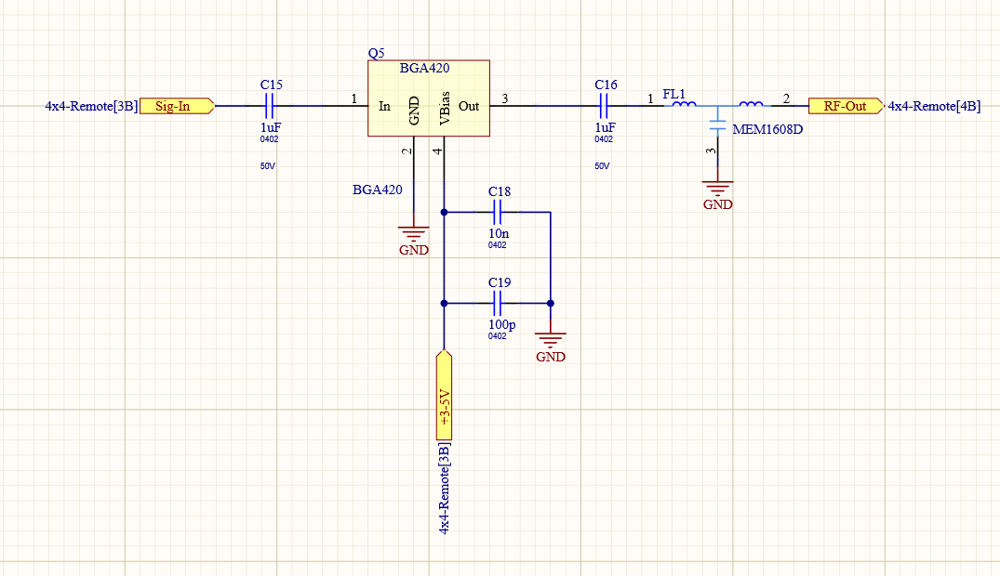 Q5
BGA420
C15
C16
FL1
4x4-Remote[3B]
Sig-In
1
In
GND
VBias
Out
3
1
2
RF-Out
4x4-Remote[4B]
1uF
0402
50V
1uF
0402
50V
MEM1608D
2
4
3
BGA420
GND
C18
10n
0402
GND
C19
100p
0402
GND
+3-5V
4x4-Remote[3B]